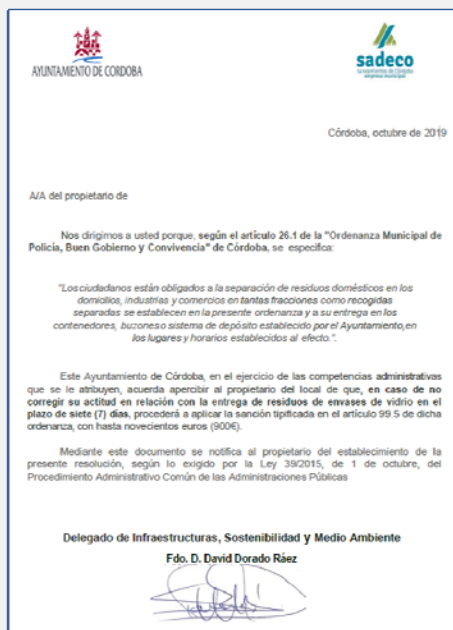 AYUNTAMIENTO DE CORDOBA
sadeco
empresa municipal
Córdoba, octubre de 2019
A/A del propietario de
Nos dirigimos a usted porque, según el artículo 26.1 de la "Ordenanza Municipal de
Policía, Buen Gobierno y Convivencia" de Córdoba, se especifica:
"Los ciudadanos están obligados a la separación de residuos domésticos en los
domicilios, industrias y comercios en tantas fracciones como recogidas
separadas se establecen en la presente ordenanza y a su entrega en los
contenedores, buzones o sistema de depósito establecido por el Ayuntamiento, en
los lugares y horarios establecidos al efecto.".
Este Ayuntamiento de Córdoba, en el ejercicio de las competencias administrativas
que se le atribuyen, acuerda apercibir al propietario del local de que, en caso de no
corregir su actitud en relación con la entrega de residuos de envases de vidrio en el
plazo de siete (7) días, procederá a aplicar la sanción tipificada en el artículo 99.5 de dicha
ordenanza, con hasta novecientos euros (900€).
Mediante este documento se notifica al propietario del establecimiento de la
presente resolución, según lo exigido por la Ley 39/2015, de 1 de octubre, del
Procedimiento Administrativo Común de las Administraciones Públicas
Delegado de Infraestructuras, Sostenibilidad y Medio Ambiente
Fdo. D. David Dorado Ráez